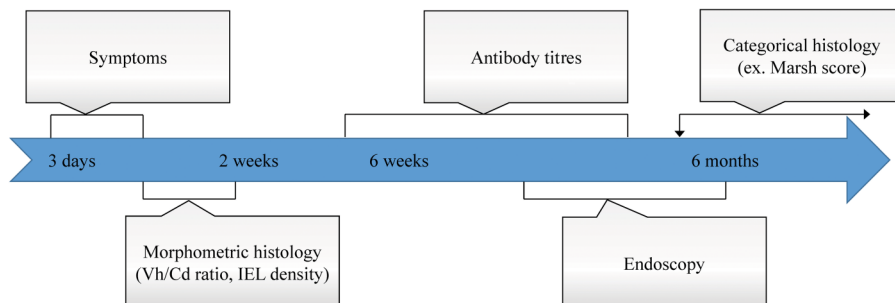 Symptoms
Antibody titres
Categorical histology
(ex. Marsh score)
3 days
2 weeks
6 weeks
6 months
Morphometric histology
(Vh/Cd ratio, IEL density)
Endoscopy